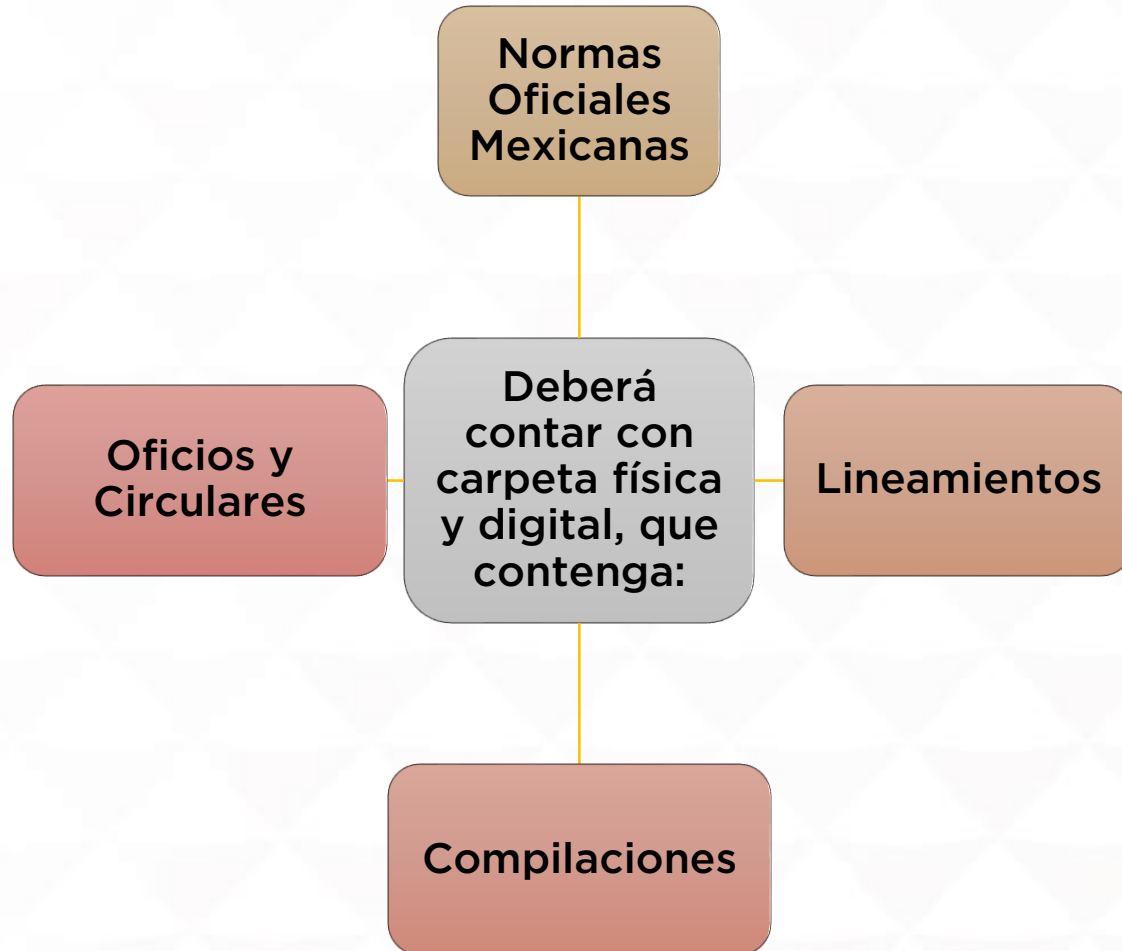 Normas
Oficiales
Mexicanas
Oficios y
Circulares
Deberá
contar con
carpeta física
y digital, que
contenga:
Lineamientos
Compilaciones